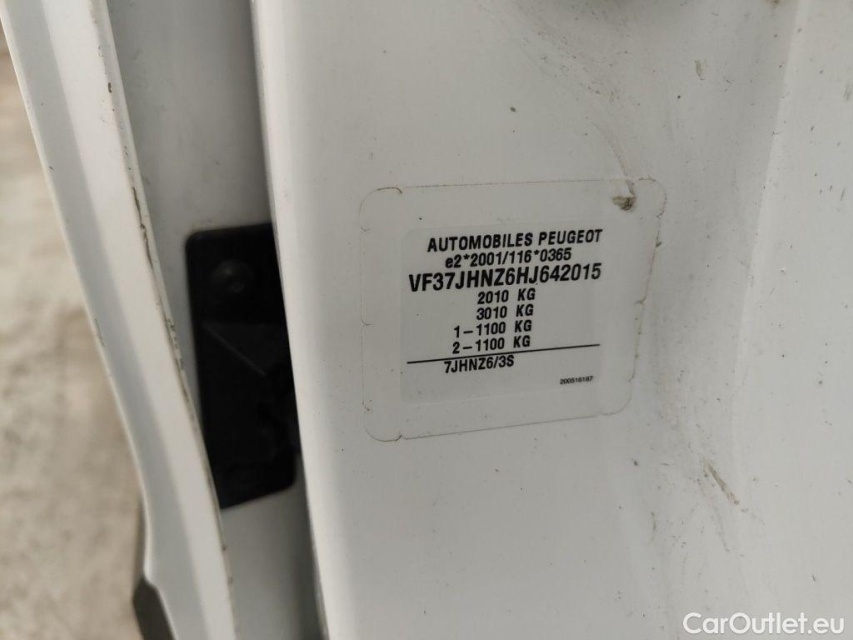 AUTOMOBILES PEUGEOT
e2*2001/116*0365
VF37JHNZ6HJ642015
2010 KG
3010 KG
1-1100 KG
2-1100 KG
7JHNZ6/3S
200516187
CarOutlet.eu